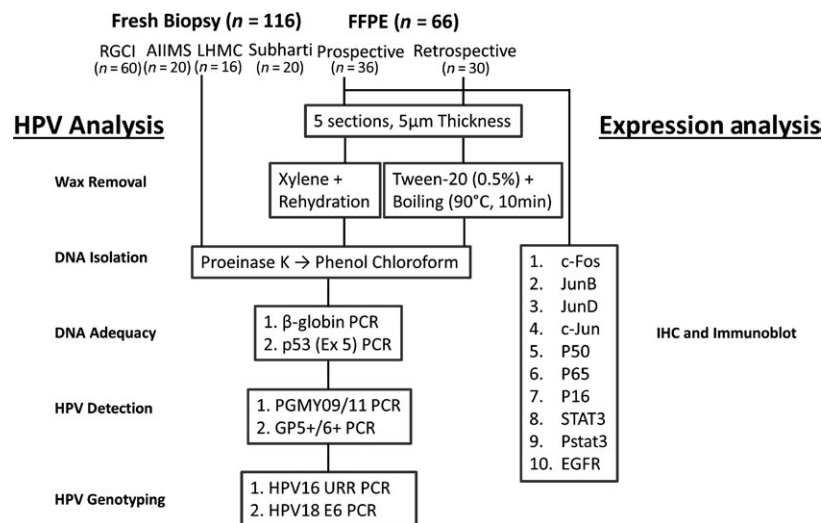 Fresh Biopsy (n = 116) FFPE (n = 66)
RGCI AIIMS LHMC Subharti Prospective Retrospective
(n = 60) (n = 20) (n = 16) (n = 20) (n = 36) (n = 30)
HPV Analysis
5 sections, 5μm Thickness
Expression analysis
Wax Removal
Xylene +
Rehydration
Tween-20 (0.5%) +
Boiling (90°C, 10min)
DNA Isolation
Proeinase K → Phenol Chloroform
DNA Adequacy
1. β-globin PCR
2. p53 (Ex 5) PCR
HPV Detection
1. PGMY09/11 PCR
2. GP5+/6+ PCR
HPV Genotyping
1. HPV16 URR PCR
2. HPV18 E6 PCR
1. c-Fos
2. JunB
3. JunD
4. c-Jun
5. P50
6. P65
7. P16
8. STAT3
9. Pstat3
10. EGFR
IHC and Immunoblot